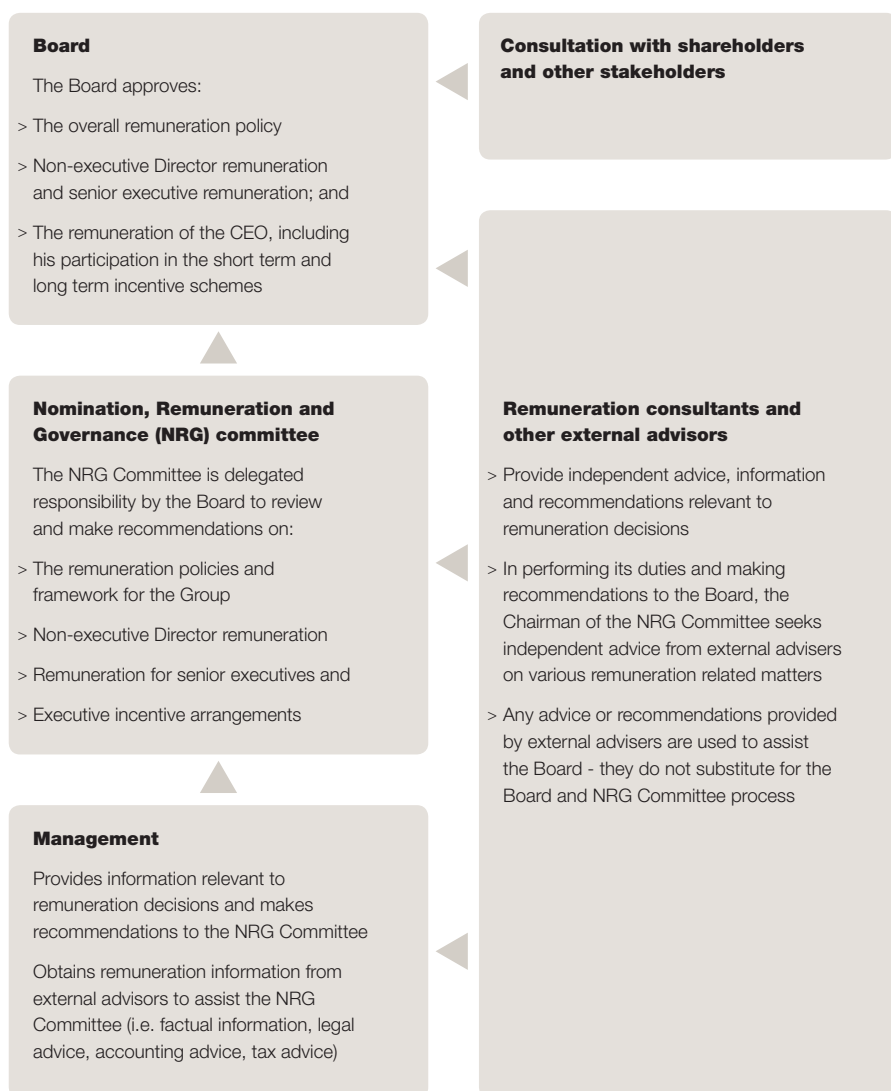 Board
The Board approves:
> The overall remuneration policy
> Non-executive Director remuneration
and senior executive remuneration; and
> The remuneration of the CEO, including
his participation in the short term and
long term incentive schemes
Consultation with shareholders
and other stakeholders
Nomination, Remuneration and
Governance (NRG) committee
The NRG Committee is delegated
responsibility by the Board to review
and make recommendations on:
> The remuneration policies and
framework for the Group
> Non-executive Director remuneration
> Remuneration for senior executives and
> Executive incentive arrangements
Remuneration consultants and
other external advisors
> Provide independent advice, information
and recommendations relevant to
remuneration decisions
> In performing its duties and making
recommendations to the Board, the
Chairman of the NRG Committee seeks
independent advice from external advisers
on various remuneration related matters
> Any advice or recommendations provided
by external advisers are used to assist
the Board - they do not substitute for the
Board and NRG Committee process
Management
Provides information relevant to
remuneration decisions and makes
recommendations to the NRG Committee
Obtains remuneration information from
external advisors to assist the NRG
Committee (i.e. factual information, legal
advice, accounting advice, tax advice)